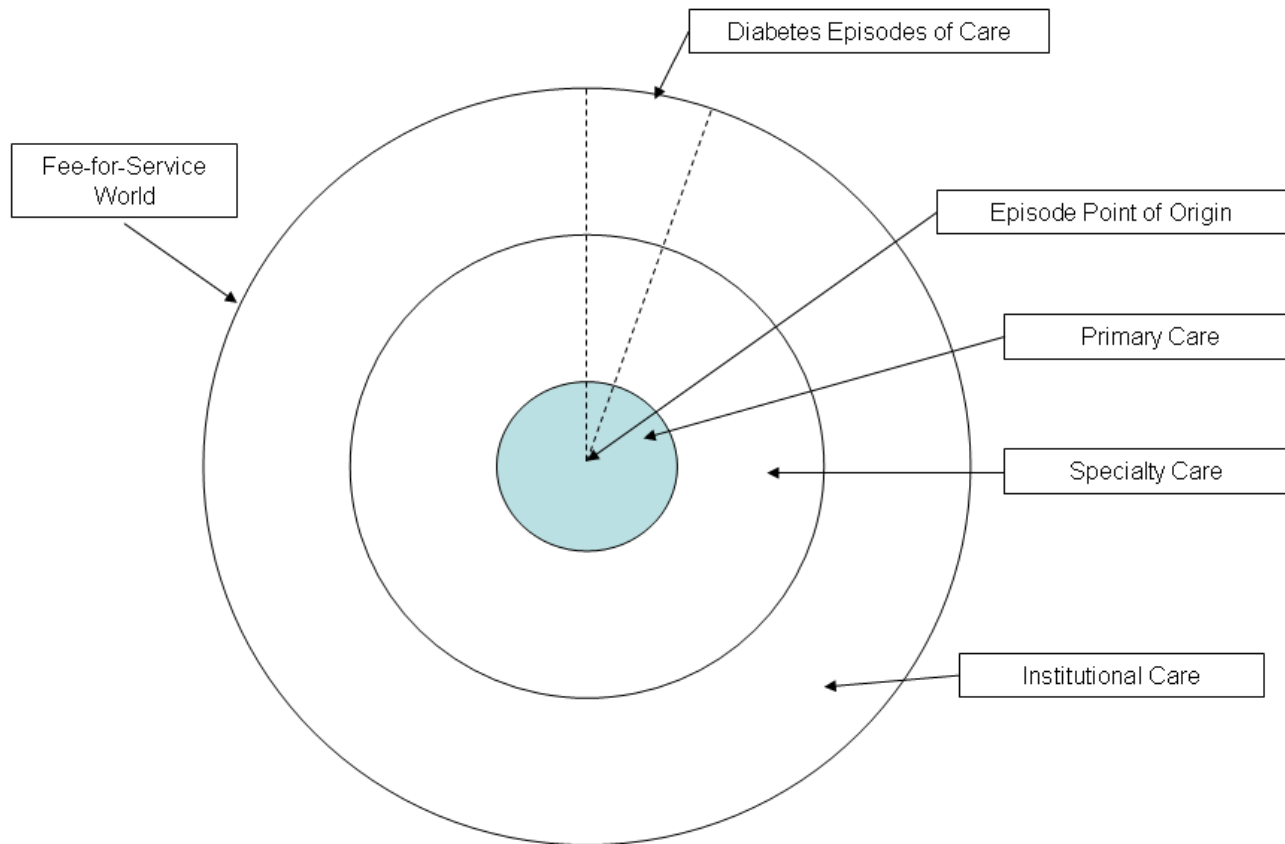 Diabetes Episodes of Care
Fee-for-Service
World
Episode Point of Origin
Primary Care
Specialty Care
Institutional Care